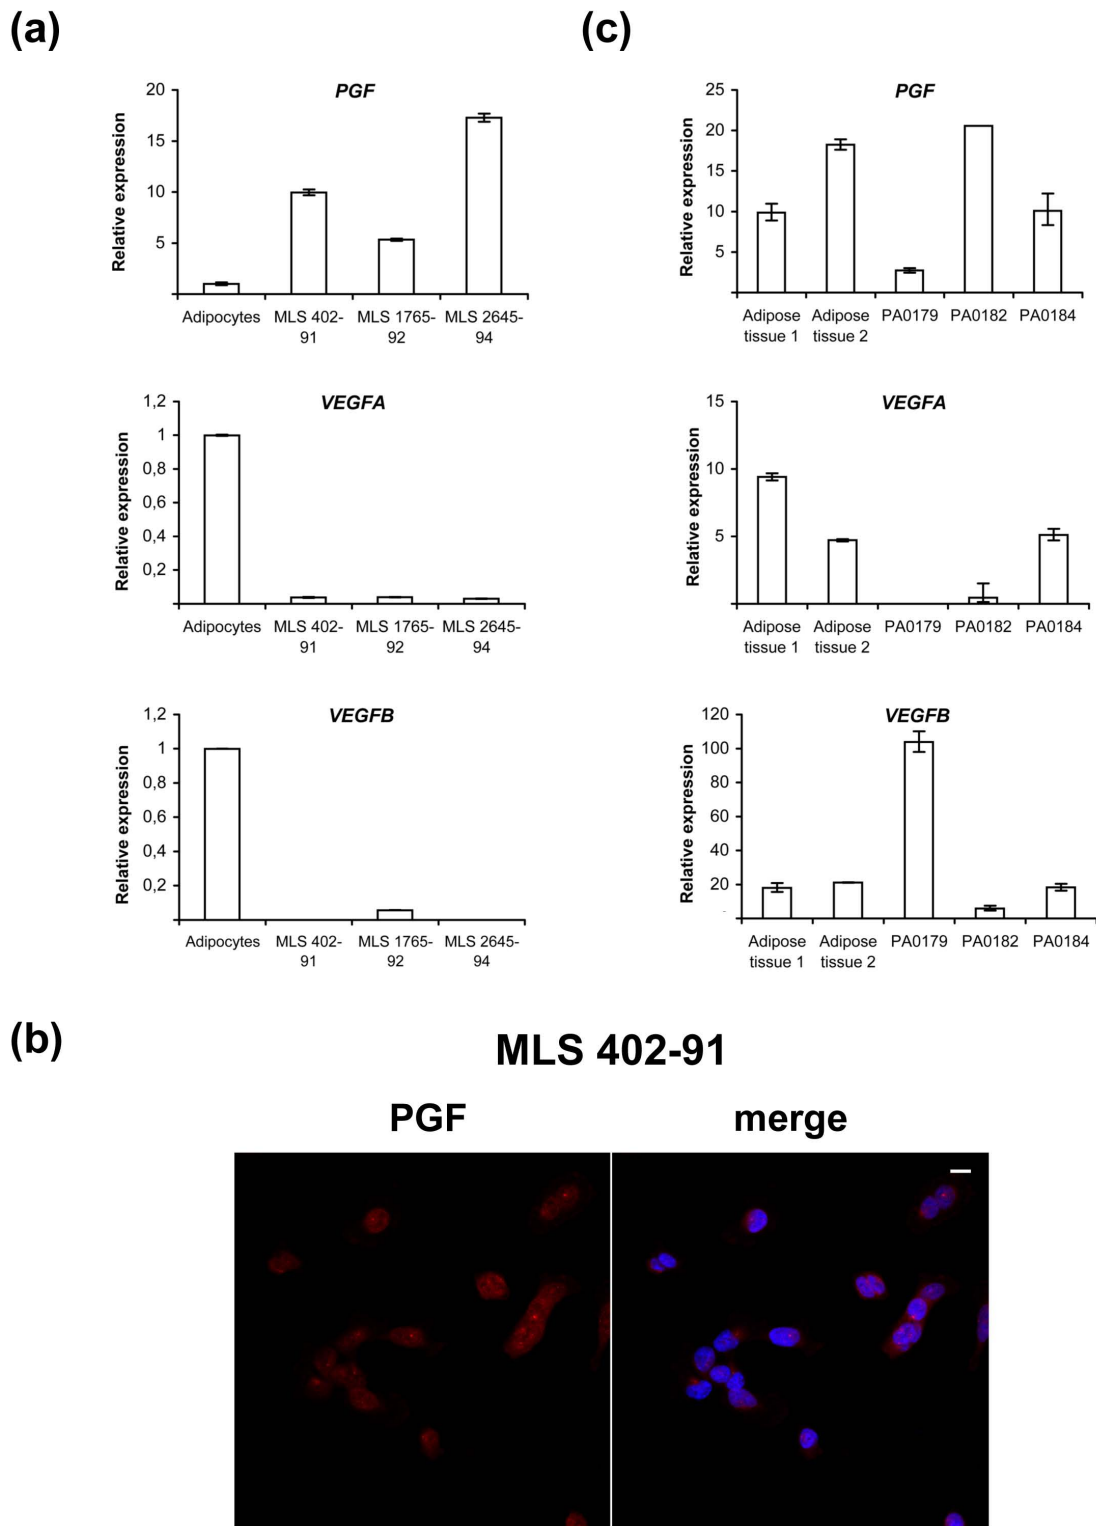 (a)
PGF
Relative expression
20
15
10
5
Adipocytes
MLS 402-
91
MLS 1765-
92
MLS 2645-
94
VEGFA
Relative expression
1,2
1
0,8
0,6
0,4
0,2
Adipocytes
MLS 402-
91
MLS 1765-
92
MLS 2645-
94
VEGFB
Relative expression
1,2
1
0,8
0,6
0,4
0,2
Adipocytes
MLS 402-
91
MLS 1765-
92
MLS 2645-
94
(c)
PGF
Relative expression
25
20
15
10
5
Adipose
tissue 1
Adipose
tissue 2
PA0179
PA0182
PA0184
VEGFA
Relative expression
15
10
5
Adipose
tissue 1
Adipose
tissue 2
PA0179
PA0182
PA0184
VEGFB
Relative expression
120
100
80
60
40
20
-
Adipose
tissue 1
Adipose
tissue 2
PA0179
PA0182
PA0184
(b)
MLS 402-91
PGF
merge